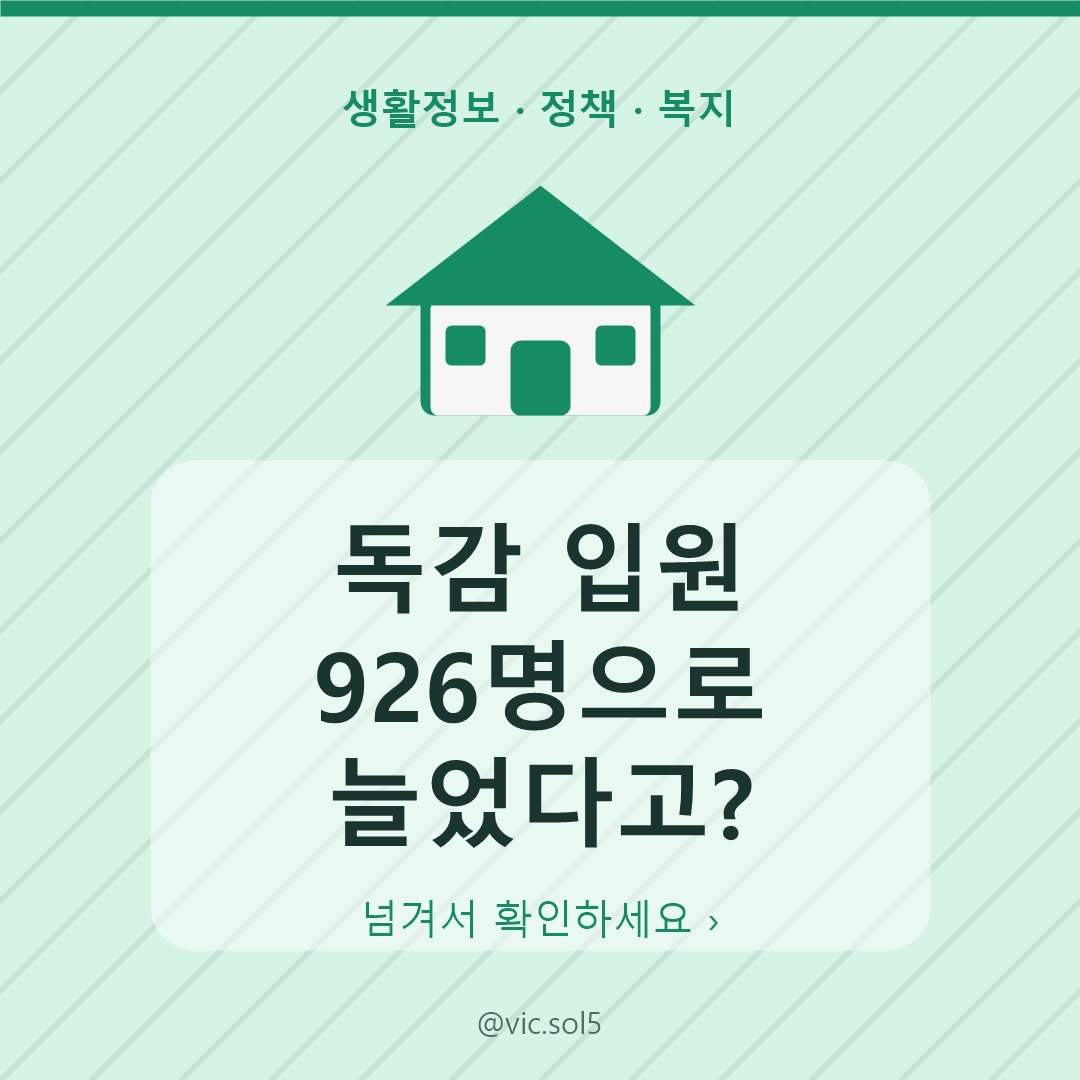 생활정보 · 정책 · 복지
독감 입원
926명으로
늘었다고?
넘겨서 확인하세요 ›
@vic.sol5